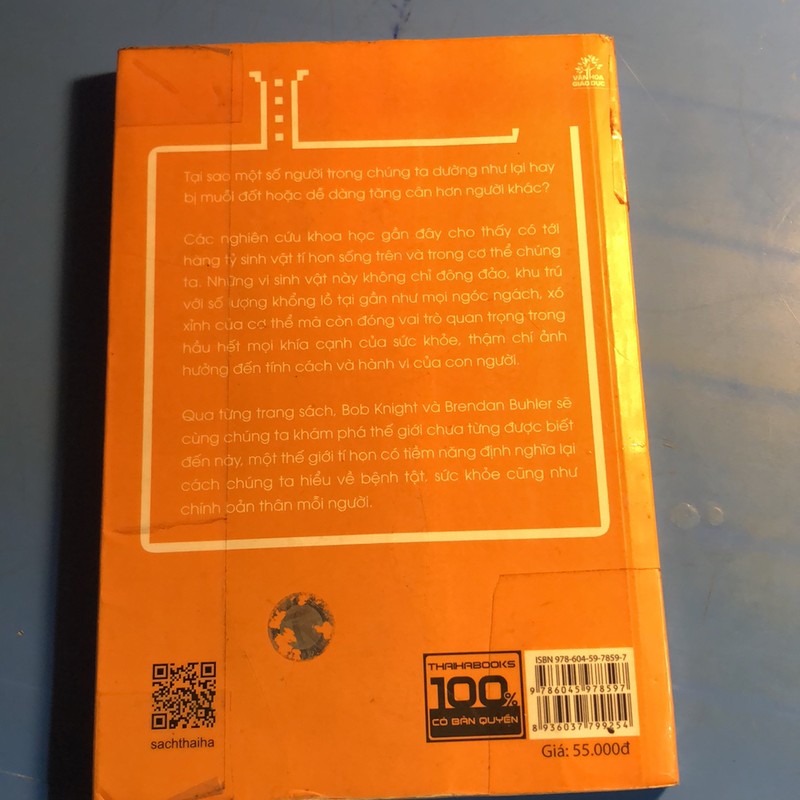 VĂN HÓA
GIÁO DỤC
Tại sao một số người trong chúng ta dường như lại hay
bị muỗi đốt hoặc dễ dàng tăng cân hơn người khác?
Các nghiên cứu khoa học gần đây cho thấy có tới
hàng tỷ sinh vật tí hon sống trên và trong cơ thể chúng
ta. Những vi sinh vật này không chỉ đông đảo, khu trú
với số lượng khổng lồ tại gần như mọi ngóc ngách, xó
xỉnh của cơ thể mà còn đóng vai trò quan trọng trong
hầu hết mọi khía cạnh của sức khỏe, thậm chí ảnh
hưởng đến tính cách và hành vi của con người.
Qua từng trang sách, Bob Knight và Brendan Buhler sẽ
cùng chúng ta khám phá thế giới chưa từng được biết
đến này, một thế giới tí hon có tiềm năng định nghĩa lại
cách chúng ta hiểu về bệnh tật, sức khỏe cũng như
chính bản thân mỗi người.
sachthaiha
THAIHABOOKS
100%
CÓ BẢN QUYỀN
ISBN 978-604-59-7859-7
9 786045 978597
8 936037 799254
Giá: 55.000đ